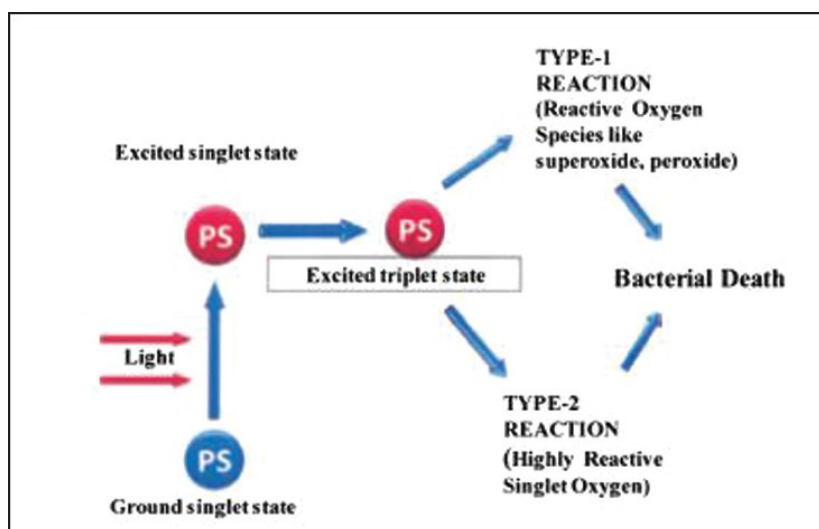 TYPE-1
REACTION
(Reactive Oxygen
Species like
superoxide, peroxide)
Excited singlet state
PS
PS
Excited triplet state
Bacterial Death
Light
TYPE-2
REACTION
(Highly Reactive
Singlet Oxygen)
PS
Ground singlet state